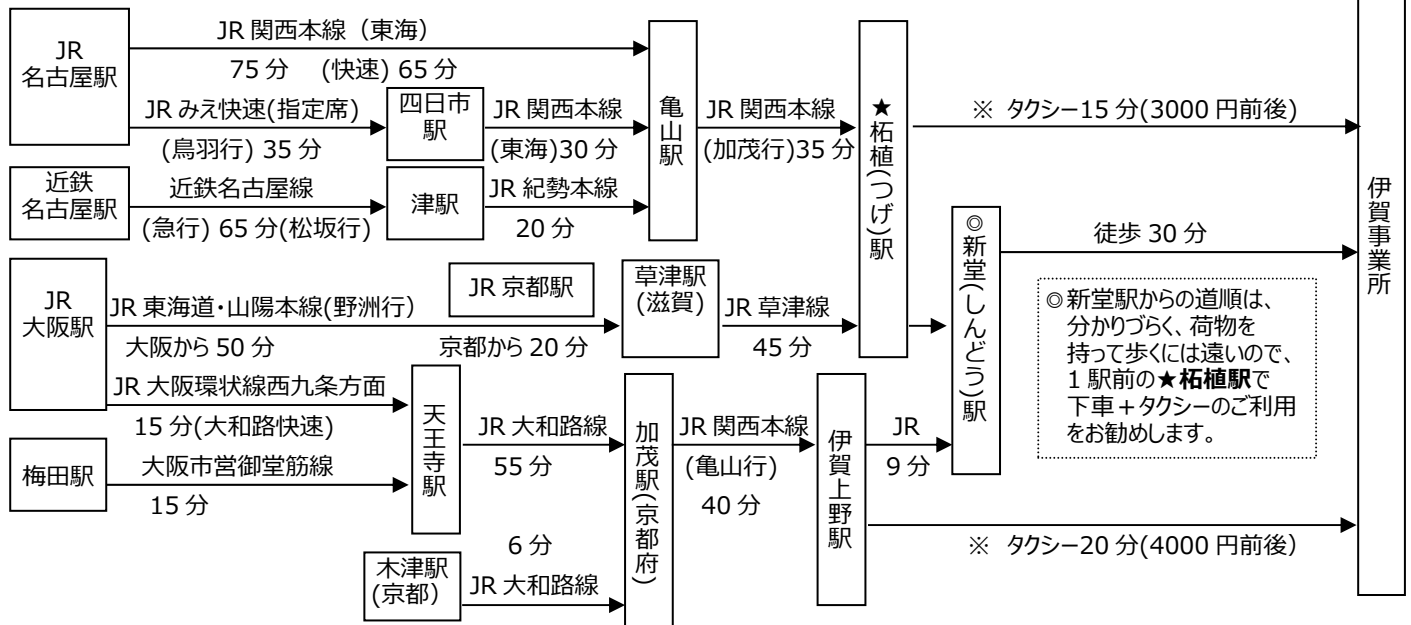 JR
名古屋駅
JR 関西本線（東海）
75 分 (快速) 65 分
JR みえ快速(指定席)
(鳥羽行) 35 分
四日市
駅
JR 関西本線
(東海)30 分
近鉄
名古屋駅
近鉄名古屋線
(急行) 65 分(松坂行)
津駅
JR 紀勢本線
20 分
亀山駅
JR 関西本線
(加茂行)35 分
★柘植(つげ)駅
※ タクシー15 分(3000 円前後)
伊賀事業所
JR
大阪駅
JR 東海道・山陽本線(野洲行)
大阪から 50 分
JR 京都駅
京都から 20 分
草津駅
(滋賀)
JR 草津線
45 分
◎新堂(しんどう)駅
徒歩 30 分
◎新堂駅からの道順は、
分かりづらく、荷物を
持って歩くには遠いので、
1 駅前の★柘植駅で
下車＋タクシーのご利用
をお勧めします。
JR 大阪環状線西九条方面
15 分(大和路快速)
梅田駅
大阪市営御堂筋線
15 分
天王寺駅
JR 大和路線
55 分
木津駅
(京都)
6 分
JR 大和路線
加茂駅(京都府)
JR 関西本線
(亀山行)
40 分
伊賀上野駅
JR
9 分
※ タクシー20 分(4000 円前後)